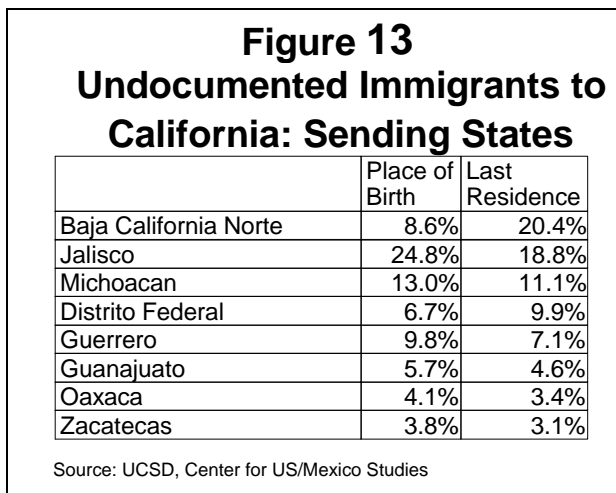 Figure 13
Undocumented Immigrants to
California: Sending States
Place of Last
Birth Residence
Baja California Norte 8.6% 20.4%
Jalisco 24.8% 18.8%
Michoacan 13.0% 11.1%
Distrito Federal 6.7% 9.9%
Guerrero 9.8% 7.1%
Guanajuato 5.7% 4.6%
Oaxaca 4.1% 3.4%
Zacatecas 3.8% 3.1%
Source: UCSD, Center for US/Mexico Studies